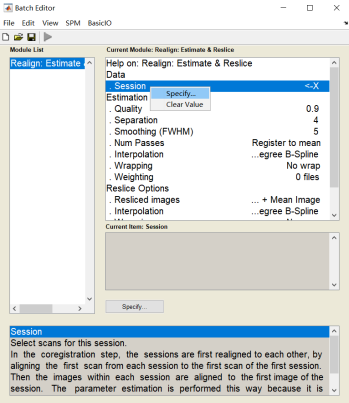 Batch Editor
File Edit View SPM BasicIO
Module List
Realign: Estimate
Current Module: Realign: Estimate & Reslice
Help on: Realign: Estimate & Reslice
Data
. Session <-X
Specify...
Clear Value
Estimation
. Quality 0.9
. Separation 4
. Smoothing (FWHM) 5
. Num Passes Register to mean
. Interpolation ...egree B-Spline
. Wrapping No wrap
. Weighting 0 files
Reslice Options
. Resliced images ... + Mean Image
. Interpolation ...egree B-Spline
Current Item: Session
Specify...
Session
Select scans for this session.
In the coregistration step, the sessions are first realigned to each other, by
aligning the first scan from each session to the first scan of the first session.
Then the images within each session are aligned to the first image of the
session. The parameter estimation is performed this way because it is